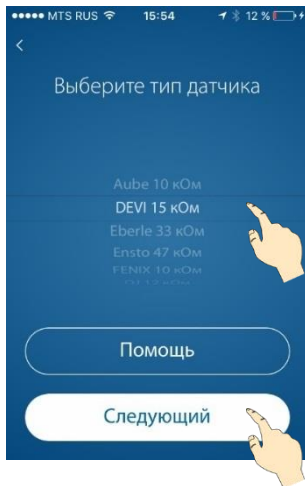 MTS RUS 15:54 12 %
Выберите тип датчика
Aube 10 кОм
DEVI 15 кОм
Eberle 33 кОм
Ensto 47 кОм
FENIX 10 кОм
Помощь
Следующий